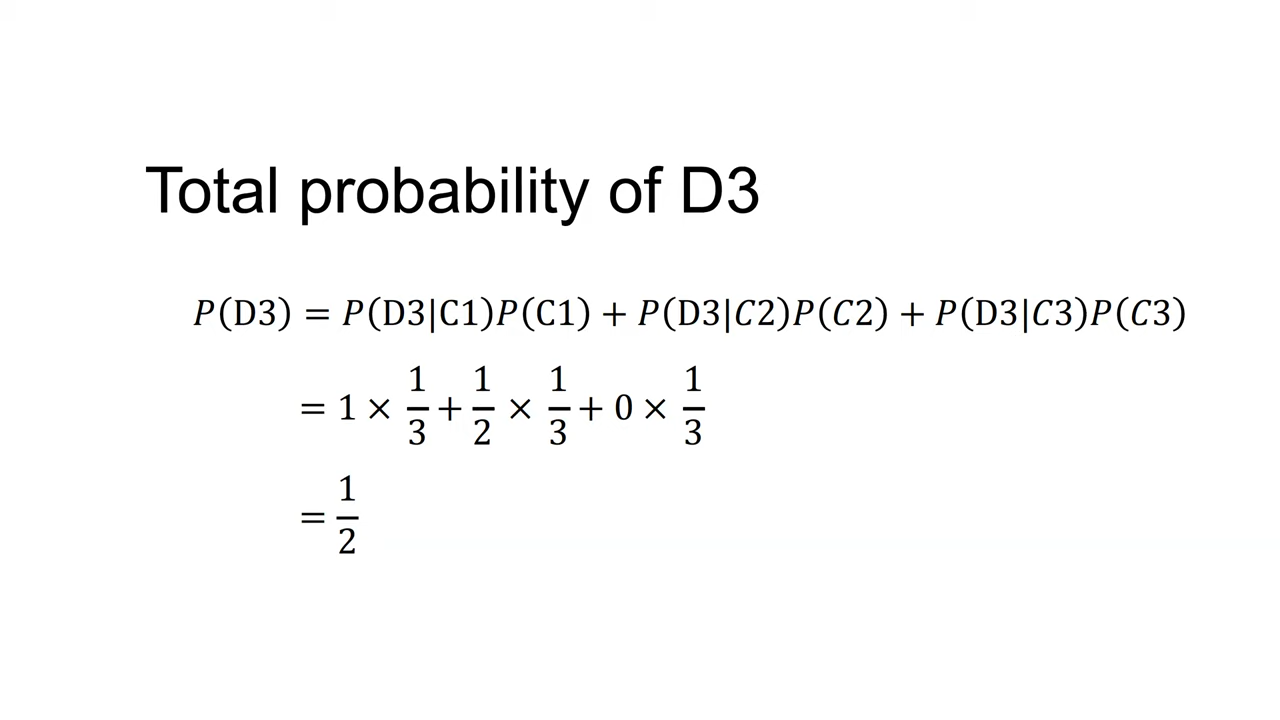 Total probability of D3
P(D3) = P(D3|C1)P(C1) + P(D3|C2)P(C2) + P(D3|C3)P(C3)
= 1 × 1/3 + 1/2 × 1/3 + 0 × 1/3
= 1/2